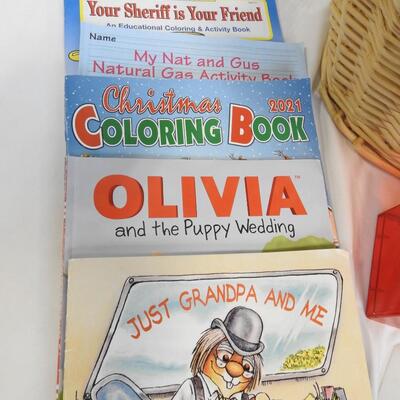 Your Sheriff is Your Friend
An Educational Coloring & Activity Book
Name
My Nat and Gus
Natural Gas Activity Book
Christmas 2021
COLORING BOOK
OLIVIA™
and the Puppy Wedding
JUST GRANDPA AND ME